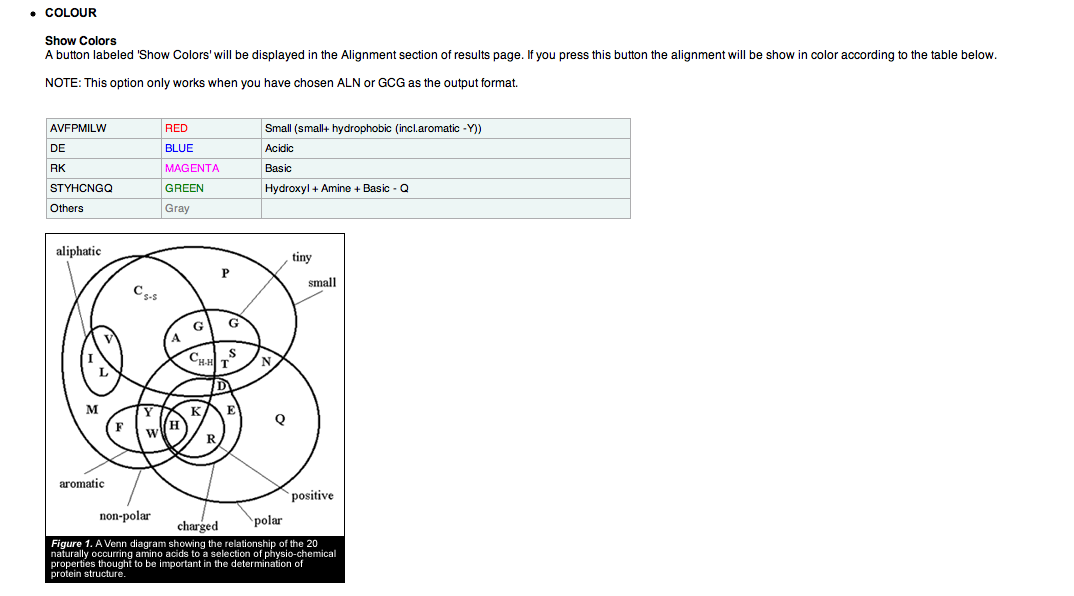 • COLOUR
Show Colors
A button labeled 'Show Colors' will be displayed in the Alignment section of results page. If you press this button the alignment will be show in color according to the table below.
NOTE: This option only works when you have chosen ALN or GCG as the output format.
AVFPMILW RED Small (small+ hydrophobic (incl.aromatic -Y))
DE BLUE Acidic
RK MAGENTA Basic
STYHCNGQ GREEN Hydroxyl + Amine + Basic - Q
Others Gray
aliphatic
tiny
P
small
C S-S
G G
V A
S
I C H-H T N
L
D
M Y K E
F H Q
W R
aromatic
positive
non-polar
polar
charged
Figure 1. A Venn diagram showing the relationship of the 20
naturally occurring amino acids to a selection of physio-chemical
properties thought to be important in the determination of
protein structure.